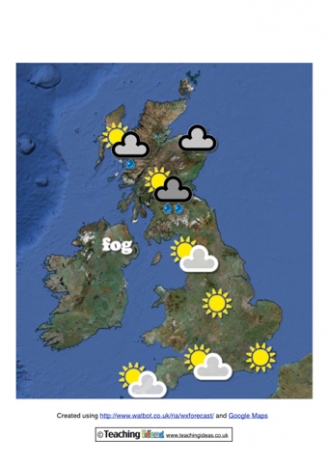 fog
Created using http://www.watbot.co.uk/ria/wxforecast/ and Google Maps
© Teaching Ideas www.teachingideas.co.uk